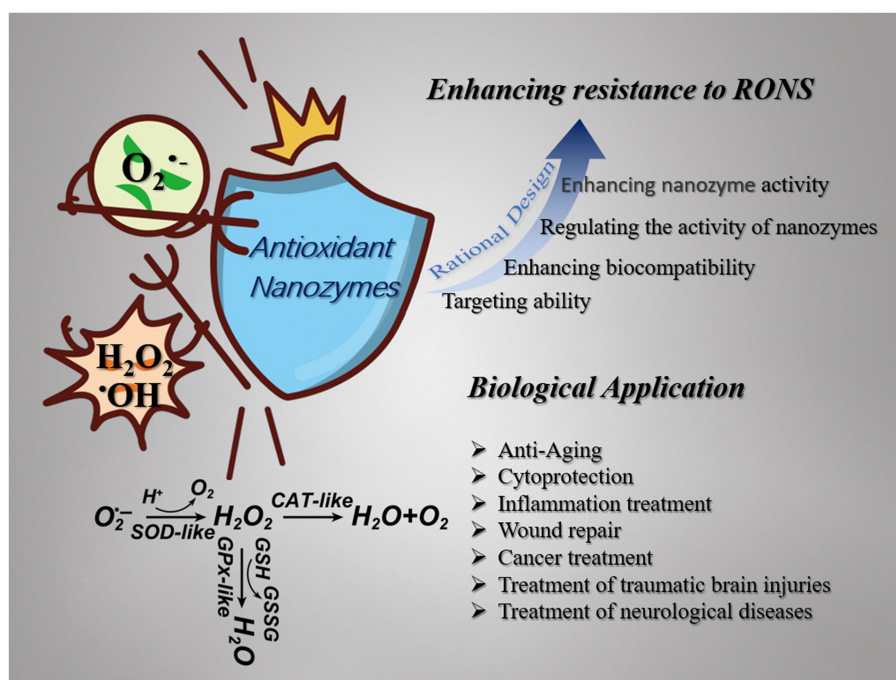 Enhancing resistance to RONS
O₂•−
Antioxidant
Nanozymes
Rational Design
Enhancing nanozyme activity
Regulating the activity of nanozymes
Enhancing biocompatibility
Targeting ability
H₂O₂
•OH
Biological Application
➢ Anti-Aging
➢ Cytoprotection
➢ Inflammation treatment
➢ Wound repair
➢ Cancer treatment
➢ Treatment of traumatic brain injuries
➢ Treatment of neurological diseases
H⁺ O₂
O₂•− SOD-like H₂O₂ CAT-like H₂O+O₂
GPx-like GSH GSSG
H₂O